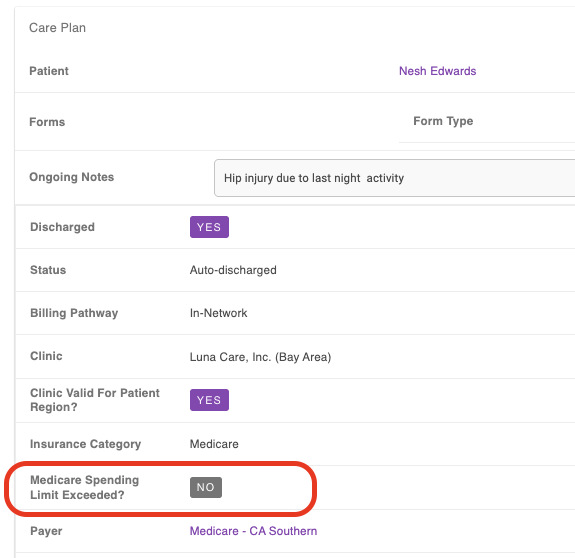 Care Plan
Patient Nesh Edwards
Forms Form Type
Ongoing Notes Hip injury due to last night activity
Discharged YES
Status Auto-discharged
Billing Pathway In-Network
Clinic Luna Care, Inc. (Bay Area)
Clinic Valid For Patient
Region? YES
Insurance Category Medicare
Medicare Spending
Limit Exceeded? NO
Payer Medicare - CA Southern